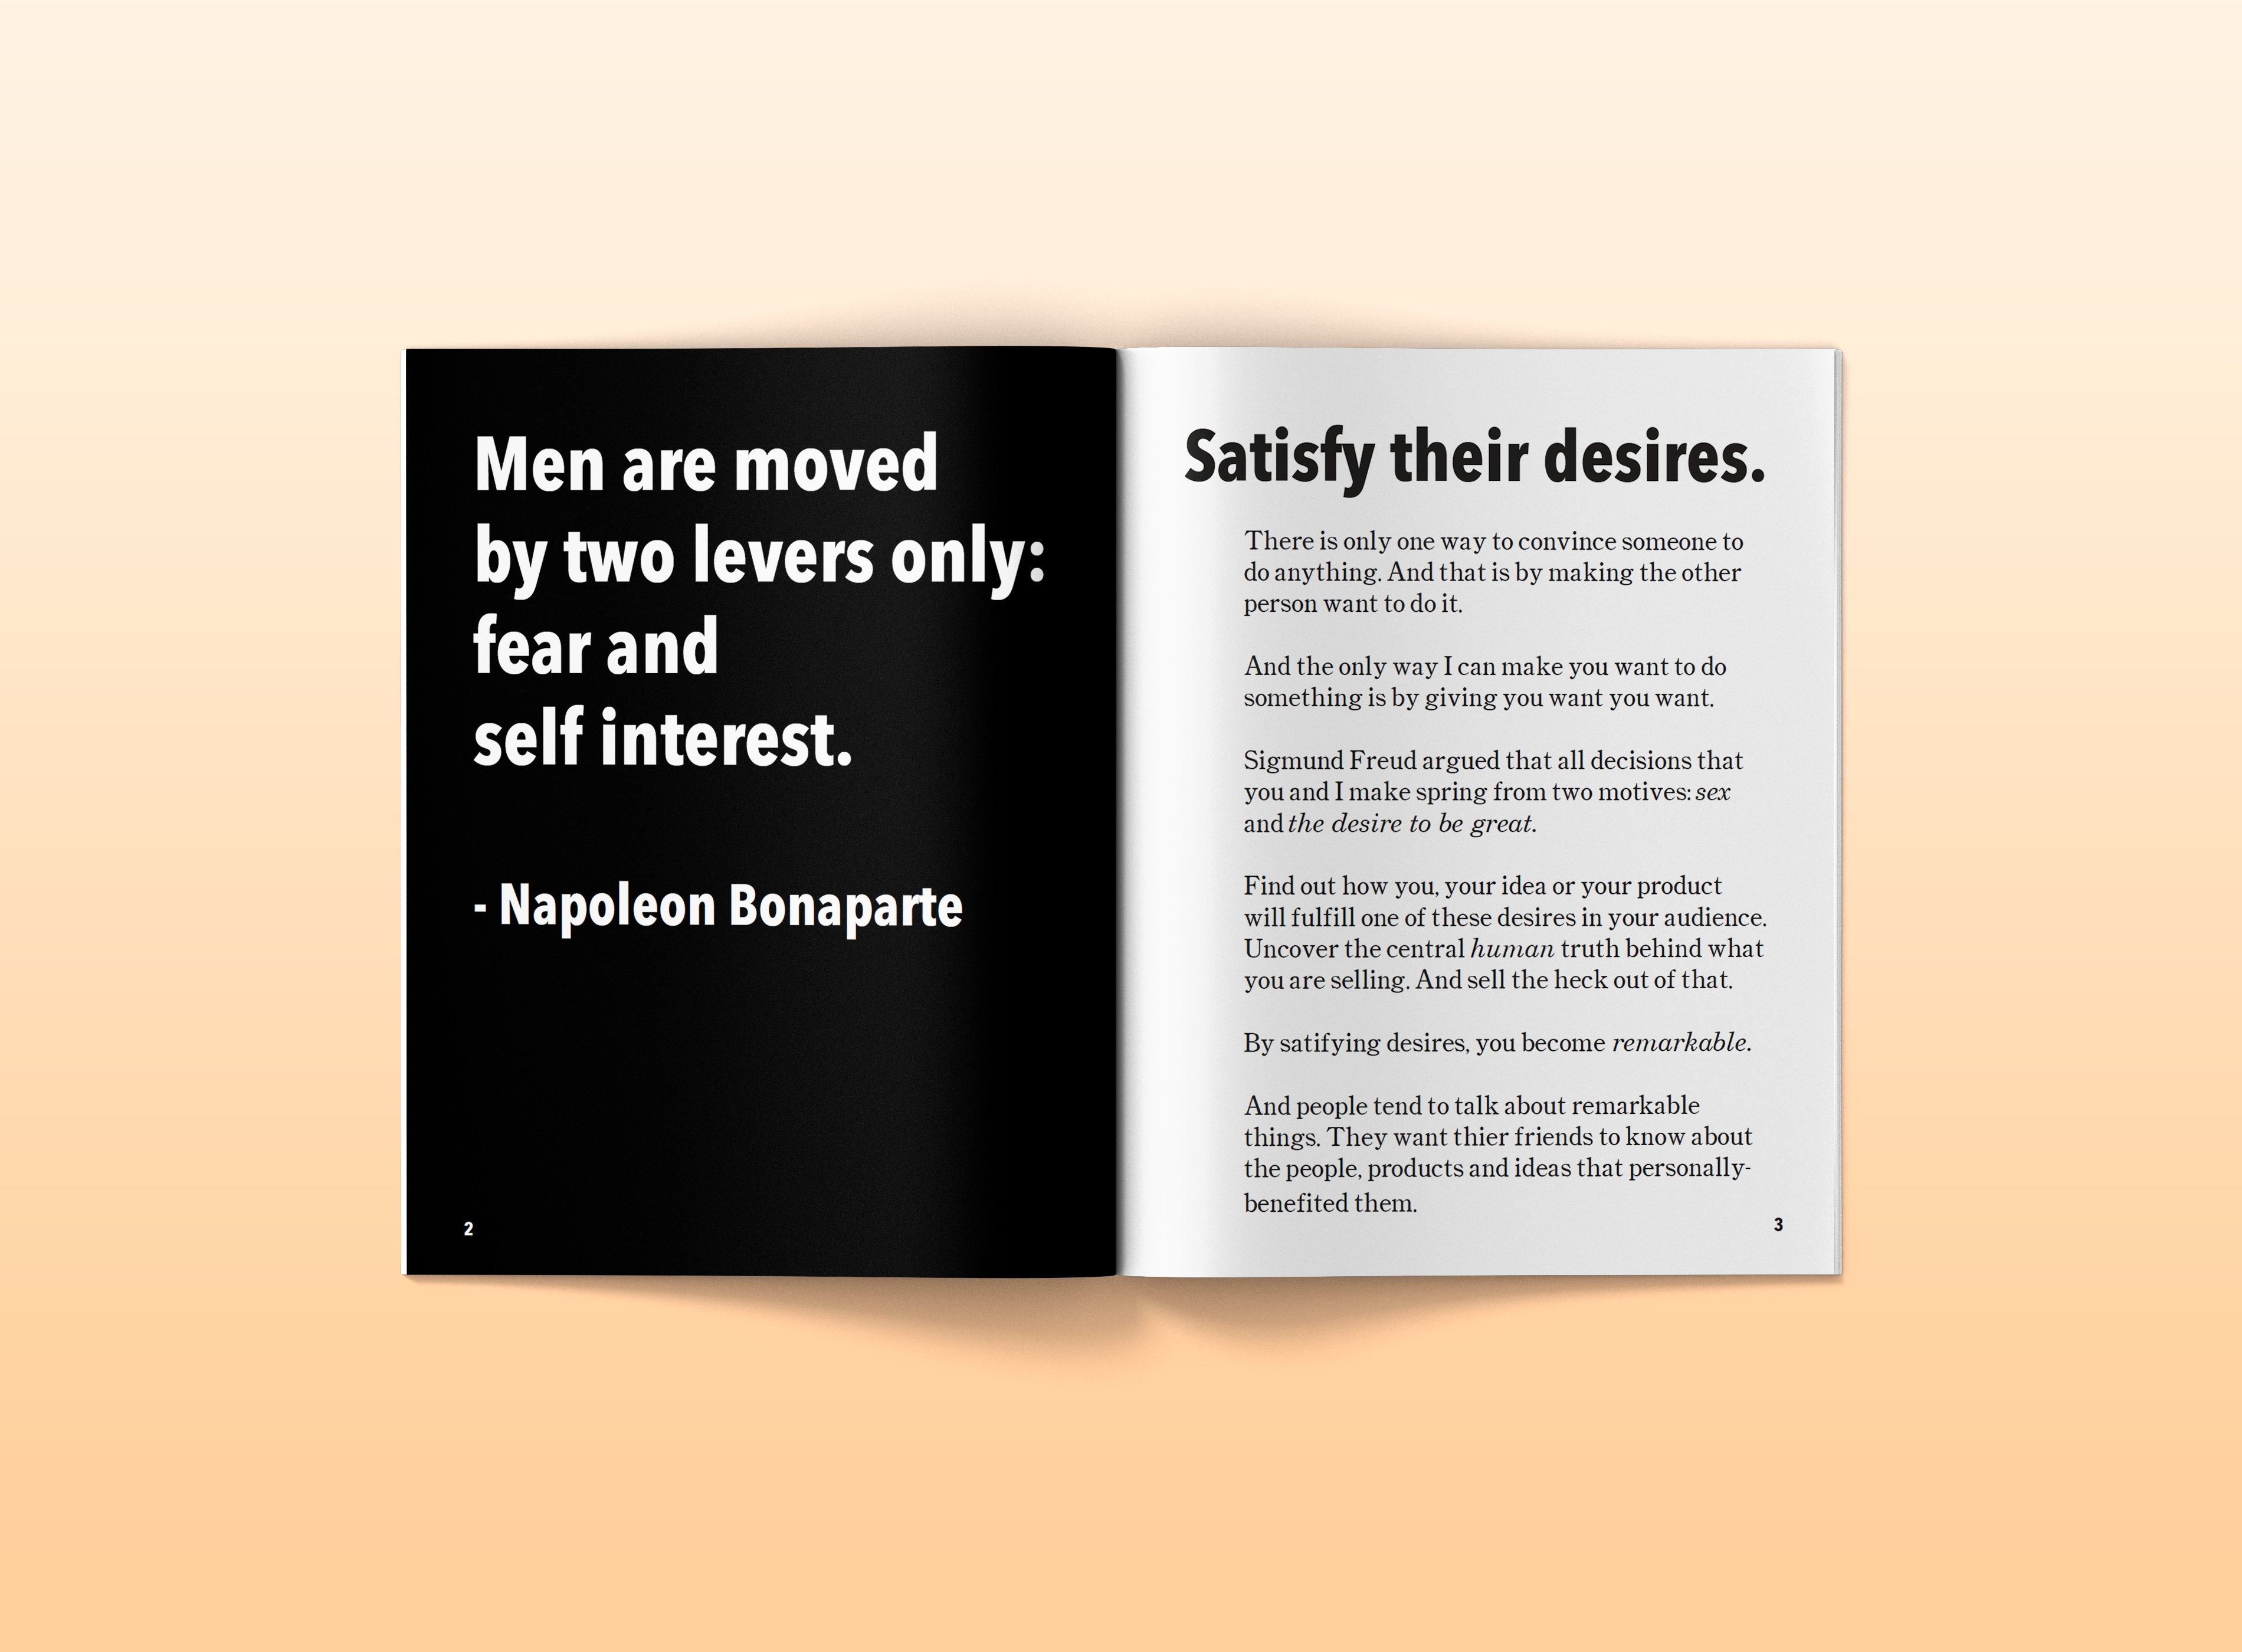 Men are moved
by two levers only:
fear and
self interest.
- Napoleon Bonaparte
2
Satisfy their desires.
There is only one way to convince someone to
do anything. And that is by making the other
person want to do it.
And the only way I can make you want to do
something is by giving you want you want.
Sigmund Freud argued that all decisions that
you and I make spring from two motives: sex
and the desire to be great.
Find out how you, your idea or your product
will fulfill one of these desires in your audience.
Uncover the central human truth behind what
you are selling. And sell the heck out of that.
By satifying desires, you become remarkable.
And people tend to talk about remarkable
things. They want thier friends to know about
the people, products and ideas that personally-
benefited them.
3